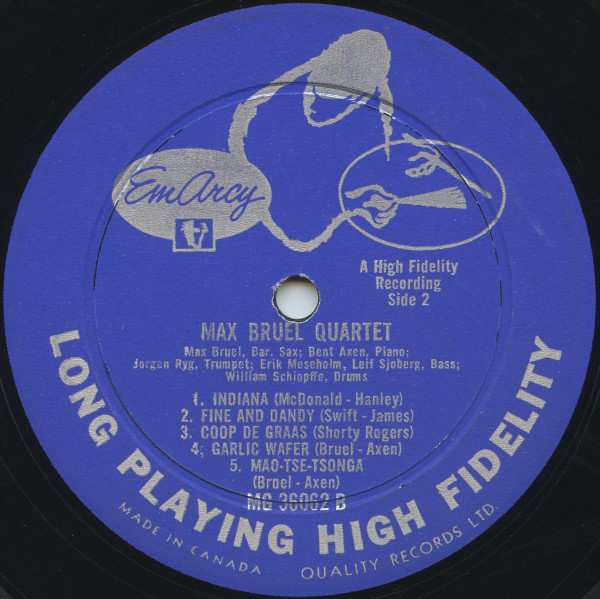 EmArcy
A High Fidelity
Recording
Side 2
MAX BRUEL QUARTET
Max Bruel, Bar. Sax; Bent Axen, Piano;
Jorgen Ryg, Trumpet; Erik Moseholm, Leif Sjoberg, Bass;
William Schiopffe, Drums
1. INDIANA (McDonald - Hanley)
2. FINE AND DANDY (Swift - James)
3. COOP DE GRAAS (Shorty Rogers)
4. GARLIC WAFER (Bruel - Axen)
5. MAO-TSE-TSONGA
(Bruel - Axen)
MG 36062 B
LONG PLAYING HIGH FIDELITY
MADE IN CANADA QUALITY RECORDS LTD.